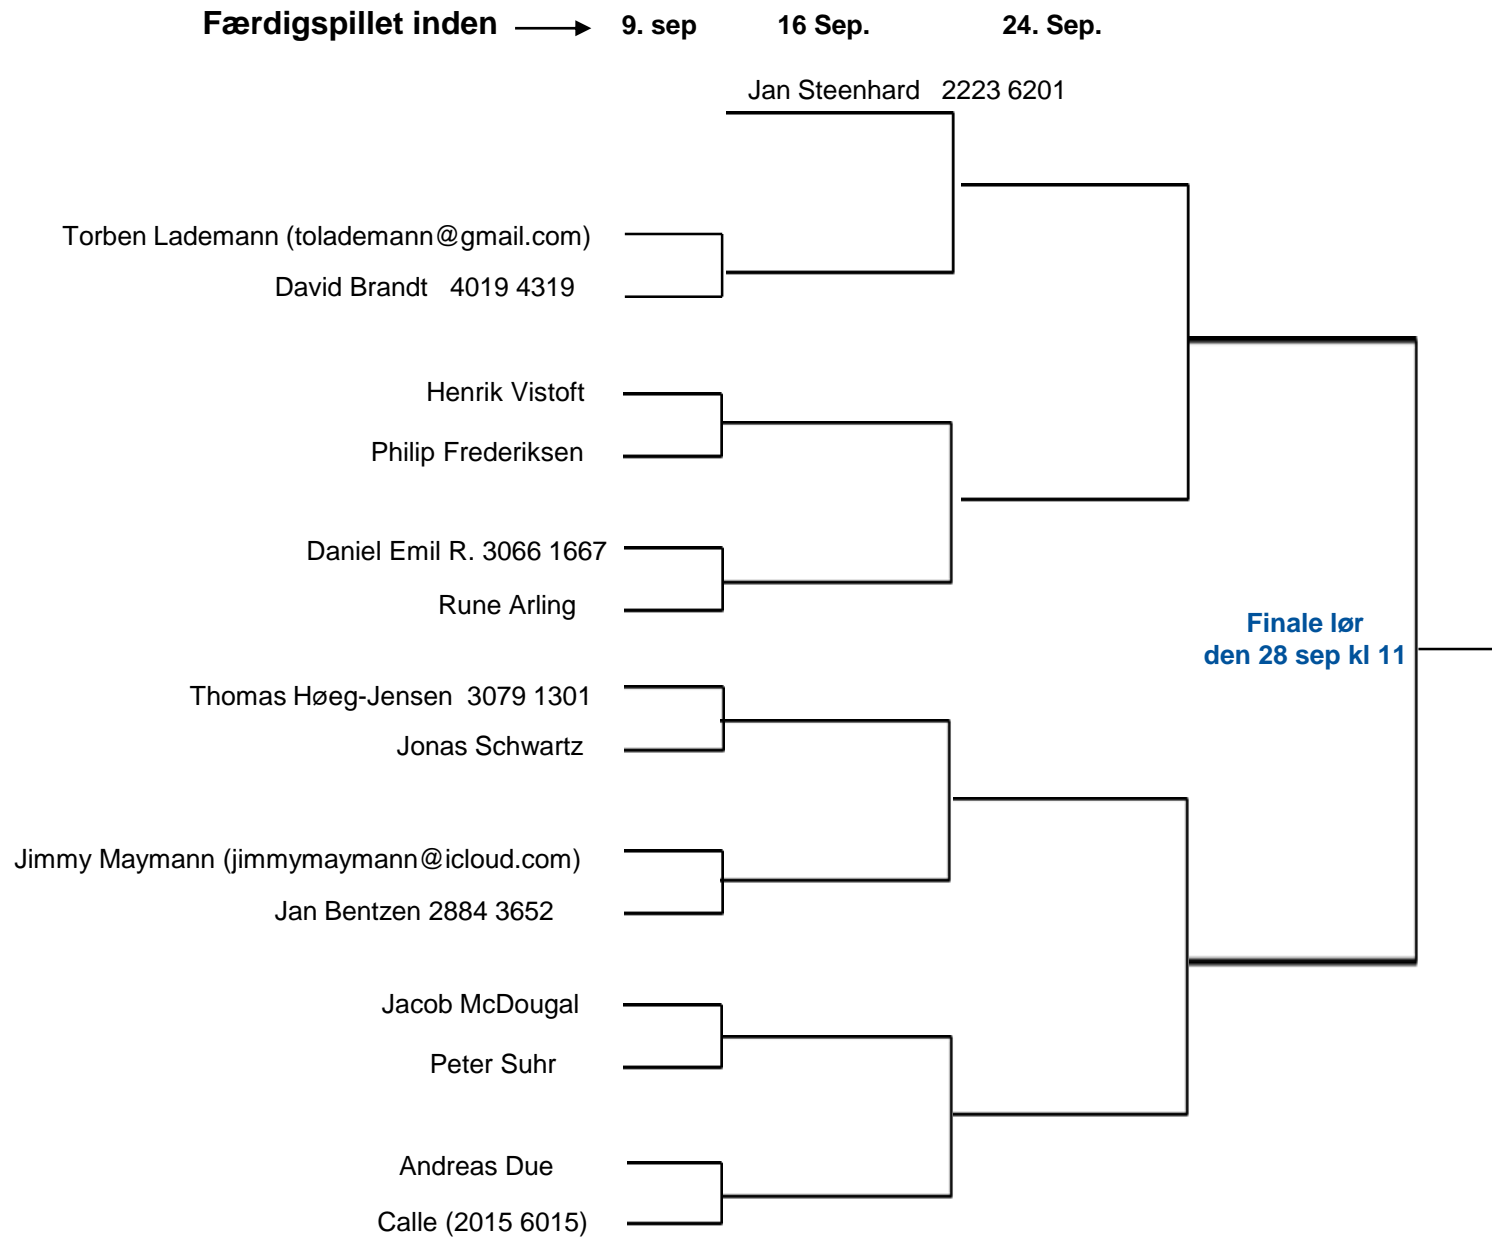 Færdigspillet inden 9. sep 16 Sep. 24. Sep.
Jan Steenhard 2223 6201
Torben Lademann (tolademann@gmail.com)
David Brandt 4019 4319
Henrik Vistoft
Philip Frederiksen
Daniel Emil R. 3066 1667
Rune Arling
Finale lør
den 28 sep kl 11
Thomas Høeg-Jensen 3079 1301
Jonas Schwartz
Jimmy Maymann (jimmymaymann@icloud.com)
Jan Bentzen 2884 3652
Jacob McDougal
Peter Suhr
Andreas Due
Calle (2015 6015)